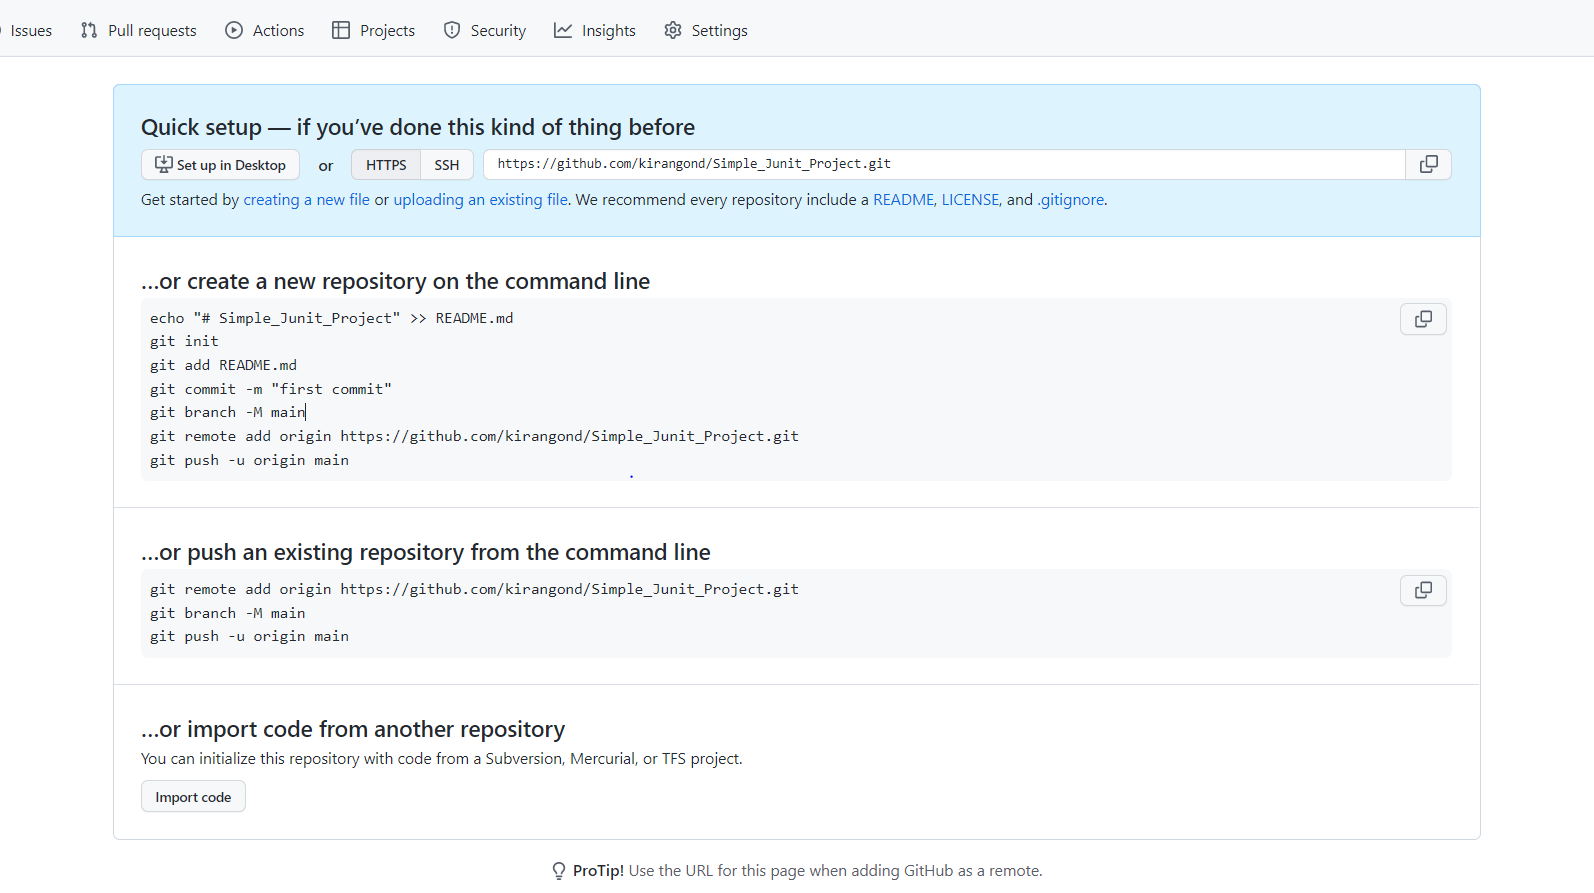 Issues Pull requests Actions Projects Security Insights Settings
Quick setup — if you’ve done this kind of thing before
Set up in Desktop or HTTPS SSH https://github.com/kirangond/Simple_Junit_Project.git
Get started by creating a new file or uploading an existing file. We recommend every repository include a README, LICENSE, and .gitignore.
…or create a new repository on the command line
echo "# Simple_Junit_Project" >> README.md
git init
git add README.md
git commit -m "first commit"
git branch -M main
git remote add origin https://github.com/kirangond/Simple_Junit_Project.git
git push -u origin main
…or push an existing repository from the command line
git remote add origin https://github.com/kirangond/Simple_Junit_Project.git
git branch -M main
git push -u origin main
…or import code from another repository
You can initialize this repository with code from a Subversion, Mercurial, or TFS project.
Import code
ProTip! Use the URL for this page when adding GitHub as a remote.